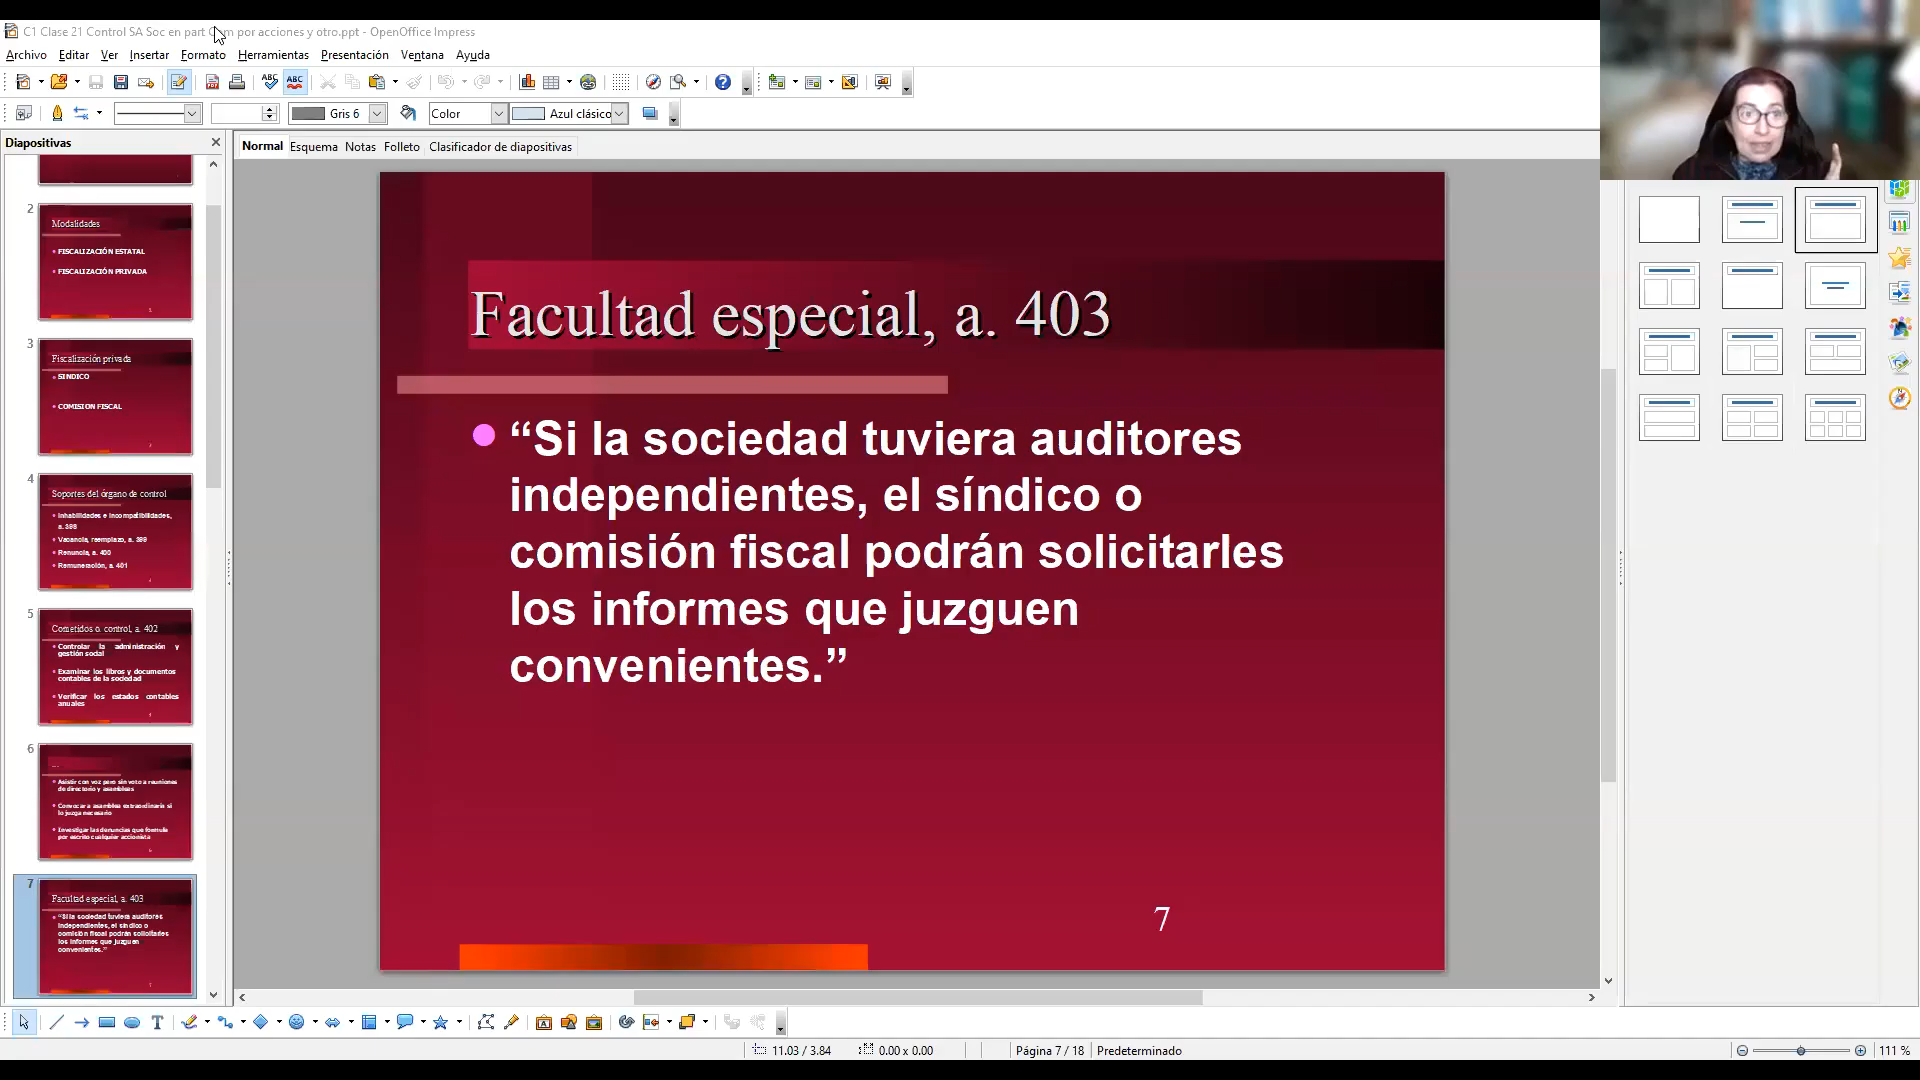 C1 Clase 21 Control SA Soc en part Com por acciones y otro.ppt - OpenOffice Impress
Archivo Editar Ver Insertar Formato Herramientas Presentación Ventana Ayuda
Gris 6 Color Azul clásico
Diapositivas
Normal Esquema Notas Folleto Clasificador de diapositivas
2
Modalidades
• FISCALIZACIÓN ESTATAL
• FISCALIZACIÓN PRIVADA
3
Fiscalización privada
• SINDICO
• COMISION FISCAL
4
Soportes del órgano de control
• Inhabilidades e incompatibilidades,
a. 398
• Vacancia, reemplazo, a. 399
• Renuncia, a. 400
• Remuneración, a. 401
5
Cometidos o. control, a. 402
• Controlar la administración y
gestión social
• Examinar los libros y documentos
contables de la sociedad
• Verificar los estados contables
anuales
6
...
• Asistir con voz pero sin voto a reuniones
de directorio y asambleas
• Convocar a asamblea extraordinaria si
lo juzga necesario
• Investigar las denuncias que formule
por escrito cualquier accionista
7
Facultad especial, a. 403
• “Si la sociedad tuviera auditores
independientes, el síndico o
comisión fiscal podrán solicitarles
los informes que juzguen
convenientes.”
Facultad especial, a. 403
• “Si la sociedad tuviera auditores
independientes, el síndico o
comisión fiscal podrán solicitarles
los informes que juzguen
convenientes.”
7
11.03 / 3.84 0.00 x 0.00 Página 7 / 18 Predeterminado 111 %